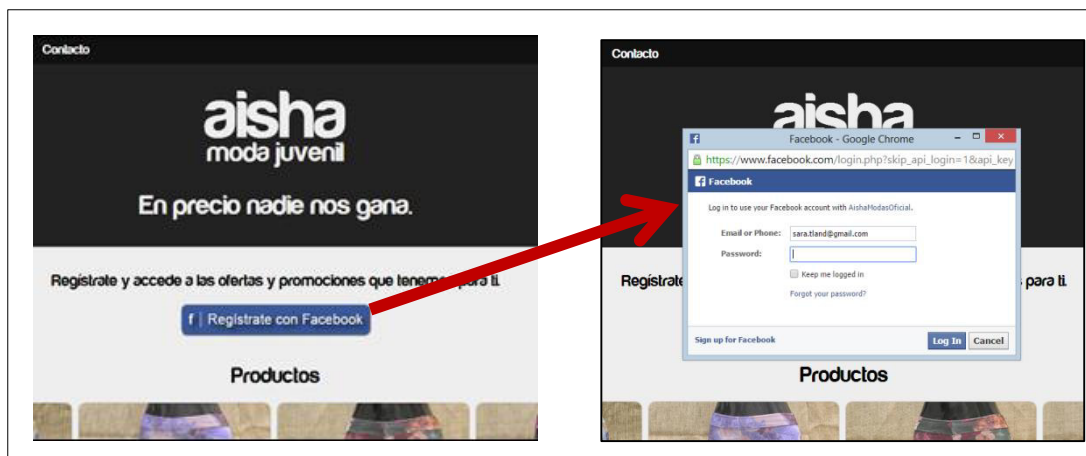 Contacto
aisha
moda juvenil
En precio nadie nos gana.
Regístrate y accede a las ofertas y promociones que tenemos para ti.
f | Regístrate con Facebook
Productos
Contacto
aisha
Facebook - Google Chrome
https://www.facebook.com/login.php?skip_api_login=1&api_key
Facebook
Log in to use your Facebook account with AishaModasOficial.
Email or Phone: sara.tland@gmail.com
Password:
Keep me logged in
Forgot your password?
Sign up for Facebook Log In Cancel
Regístrate para ti.
Productos